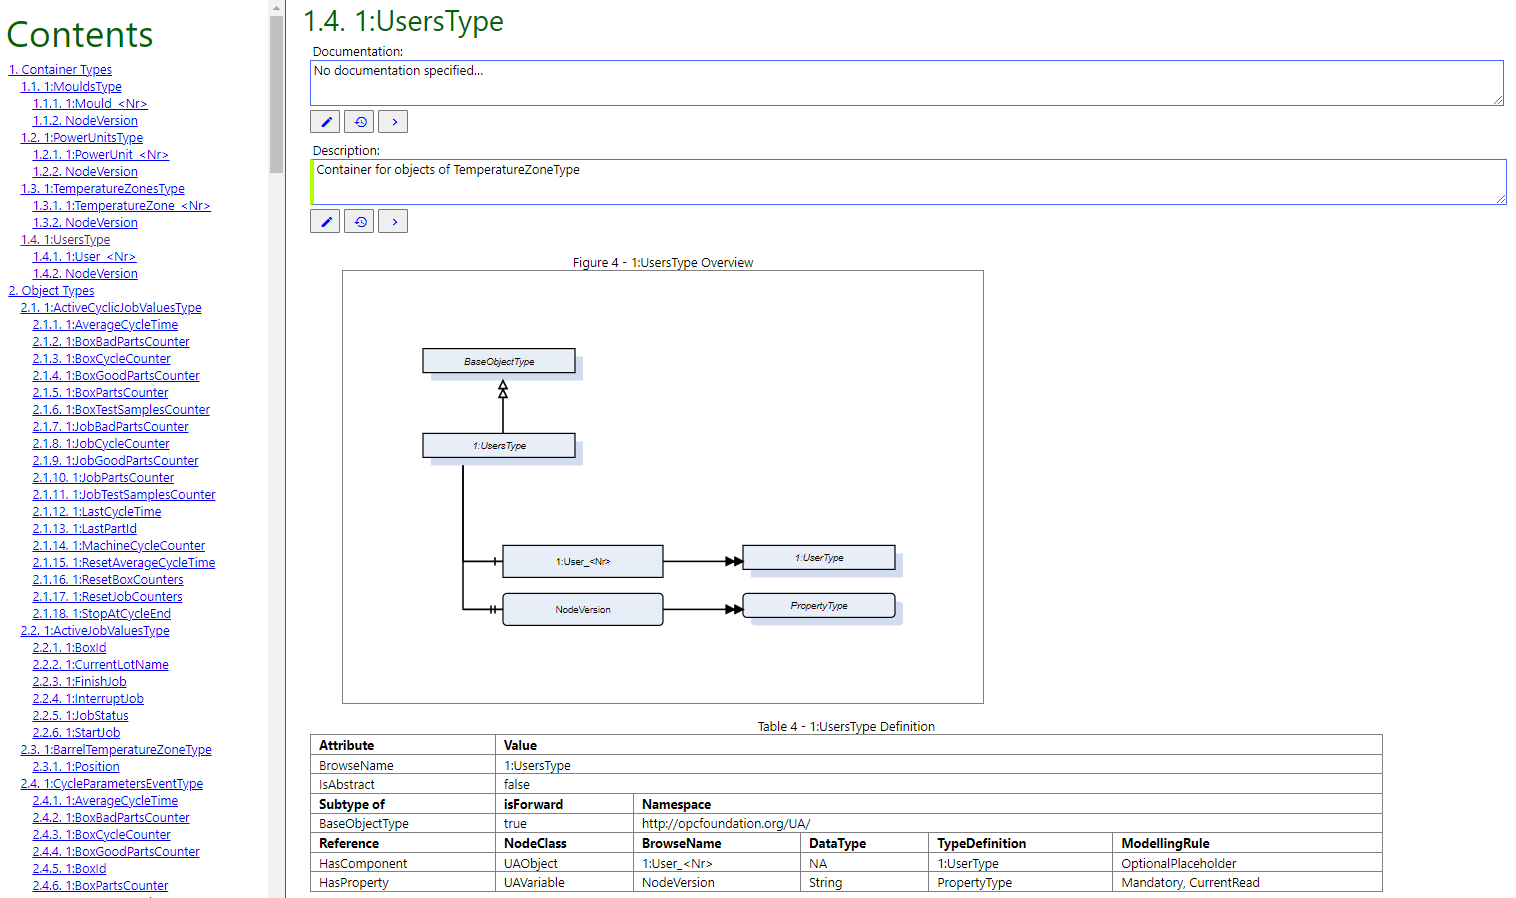 Contents
1. Container Types
1.1. 1:MouldsType
1.1.1. 1:Mould_<Nr>
1.1.2. NodeVersion
1.2. 1:PowerUnitsType
1.2.1. 1:PowerUnit_<Nr>
1.2.2. NodeVersion
1.3. 1:TemperatureZonesType
1.3.1. 1:TemperatureZone_<Nr>
1.3.2. NodeVersion
1.4. 1:UsersType
1.4.1. 1:User_<Nr>
1.4.2. NodeVersion
2. Object Types
2.1. 1:ActiveCyclicJobValuesType
2.1.1. 1:AverageCycleTime
2.1.2. 1:BoxBadPartsCounter
2.1.3. 1:BoxCycleCounter
2.1.4. 1:BoxGoodPartsCounter
2.1.5. 1:BoxPartsCounter
2.1.6. 1:BoxTestSamplesCounter
2.1.7. 1:JobBadPartsCounter
2.1.8. 1:JobCycleCounter
2.1.9. 1:JobGoodPartsCounter
2.1.10. 1:JobPartsCounter
2.1.11. 1:JobTestSamplesCounter
2.1.12. 1:LastCycleTime
2.1.13. 1:LastPartId
2.1.14. 1:MachineCycleCounter
2.1.15. 1:ResetAverageCycleTime
2.1.16. 1:ResetBoxCounters
2.1.17. 1:ResetJobCounters
2.1.18. 1:StopAtCycleEnd
2.2. 1:ActiveJobValuesType
2.2.1. 1:BoxId
2.2.2. 1:CurrentLotName
2.2.3. 1:FinishJob
2.2.4. 1:InterruptJob
2.2.5. 1:JobStatus
2.2.6. 1:StartJob
2.3. 1:BarrelTemperatureZoneType
2.3.1. 1:Position
2.4. 1:CycleParametersEventType
2.4.1. 1:AverageCycleTime
2.4.2. 1:BoxBadPartsCounter
2.4.3. 1:BoxCycleCounter
2.4.4. 1:BoxGoodPartsCounter
2.4.5. 1:BoxId
2.4.6. 1:BoxPartsCounter
1.4. 1:UsersType
Documentation:
No documentation specified...
Description:
Container for objects of TemperatureZoneType
Figure 4 - 1:UsersType Overview
BaseObjectType
1:UsersType
1:User_<Nr> 1:UserType
NodeVersion PropertyType
Table 4 - 1:UsersType Definition
Attribute Value
BrowseName 1:UsersType
IsAbstract false
Subtype of isForward Namespace
BaseObjectType true http://opcfoundation.org/UA/
Reference NodeClass BrowseName DataType TypeDefinition ModellingRule
HasComponent UAObject 1:User_<Nr> NA 1:UserType OptionalPlaceholder
HasProperty UAVariable NodeVersion String PropertyType Mandatory, CurrentRead